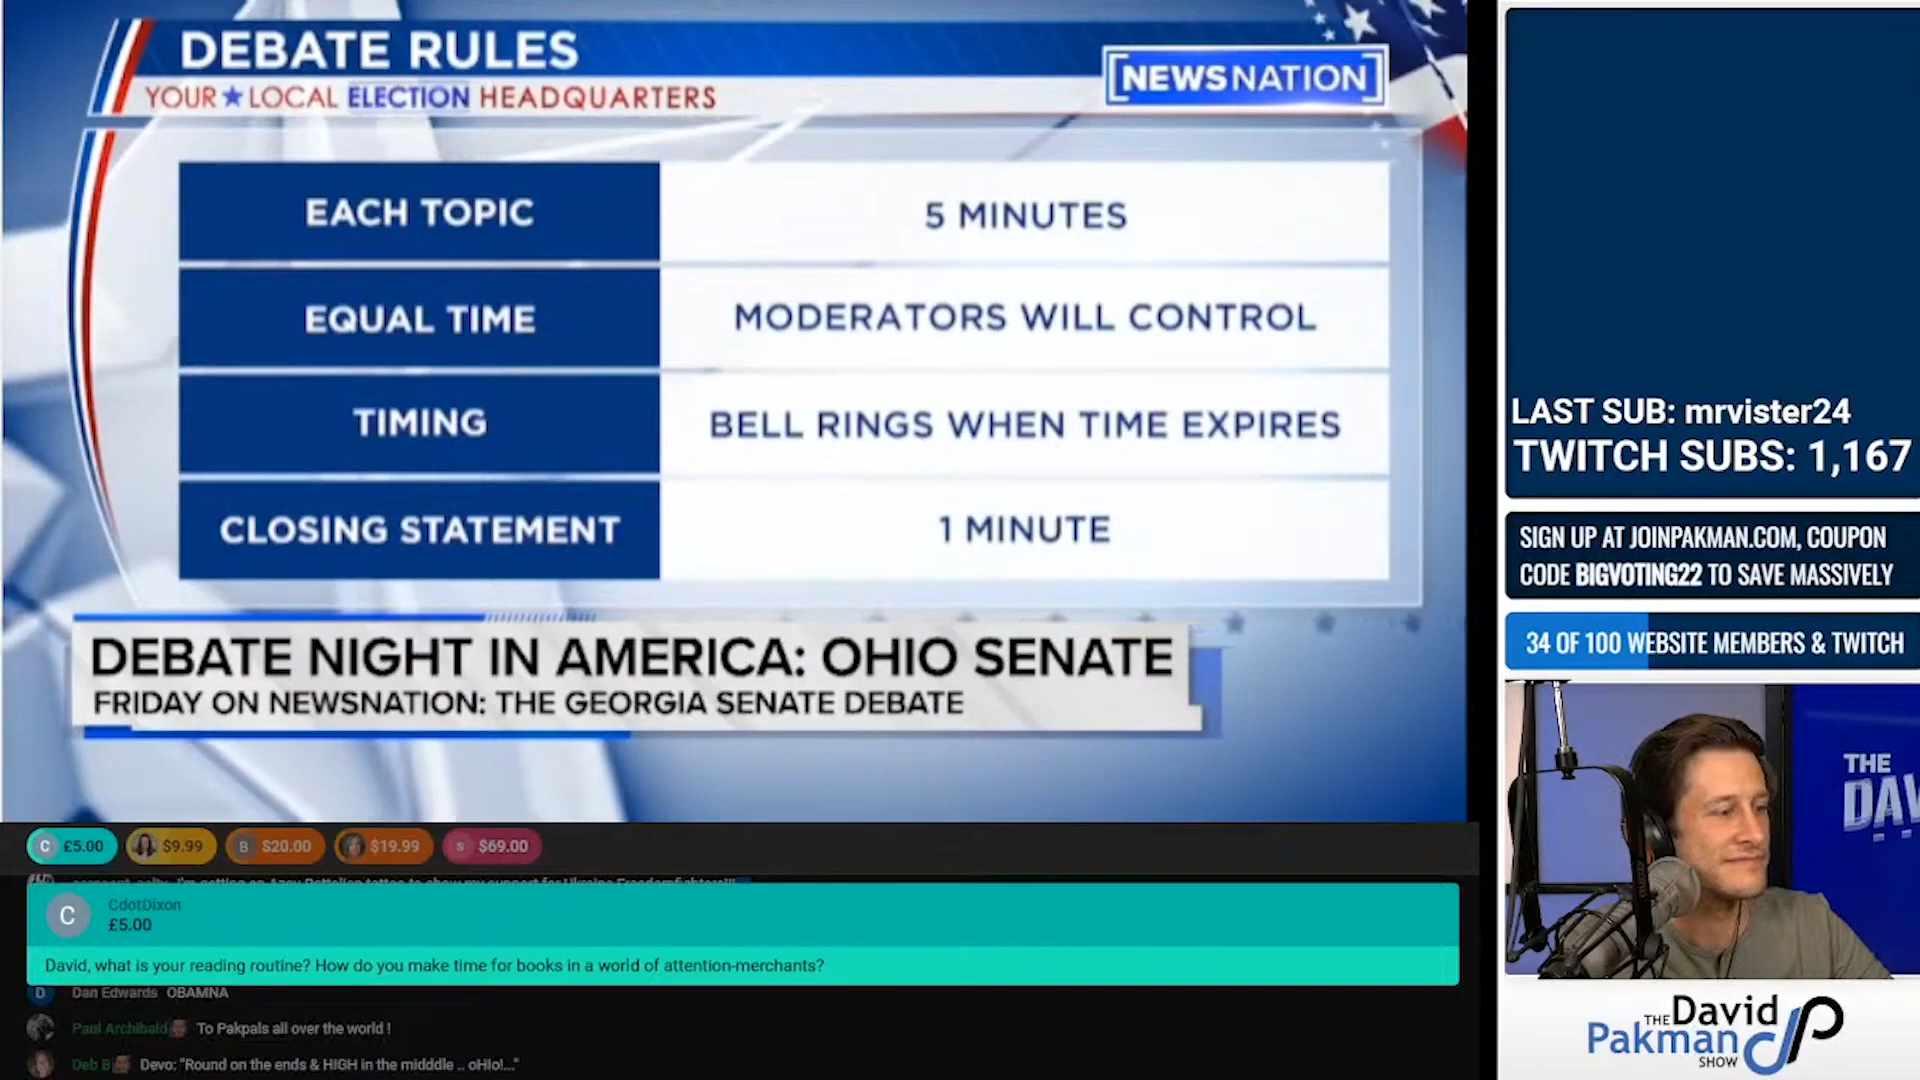 DEBATE RULES
YOUR★LOCAL ELECTION HEADQUARTERS
NEWSNATION
EACH TOPIC 5 MINUTES
EQUAL TIME MODERATORS WILL CONTROL
TIMING BELL RINGS WHEN TIME EXPIRES
CLOSING STATEMENT 1 MINUTE
DEBATE NIGHT IN AMERICA: OHIO SENATE
FRIDAY ON NEWSNATION: THE GEORGIA SENATE DEBATE
LAST SUB: mrvister24
TWITCH SUBS: 1,167
SIGN UP AT JOINPAKMAN.COM, COUPON
CODE BIGVOTING22 TO SAVE MASSIVELY
34 OF 100 WEBSITE MEMBERS & TWITCH
THE
DAV
THE David
Pakman
SHOW
dp
C £5.00 $9.99 B $20.00 $19.99 S $69.00
C CdotDixon
£5.00
David, what is your reading routine? How do you make time for books in a world of attention-merchants?
D Dan Edwards OBAMNA
Paul Archibald To Pakpals all over the world !
Deb B Devo: "Round on the ends & HIGH in the midddle .. oHIo!..."